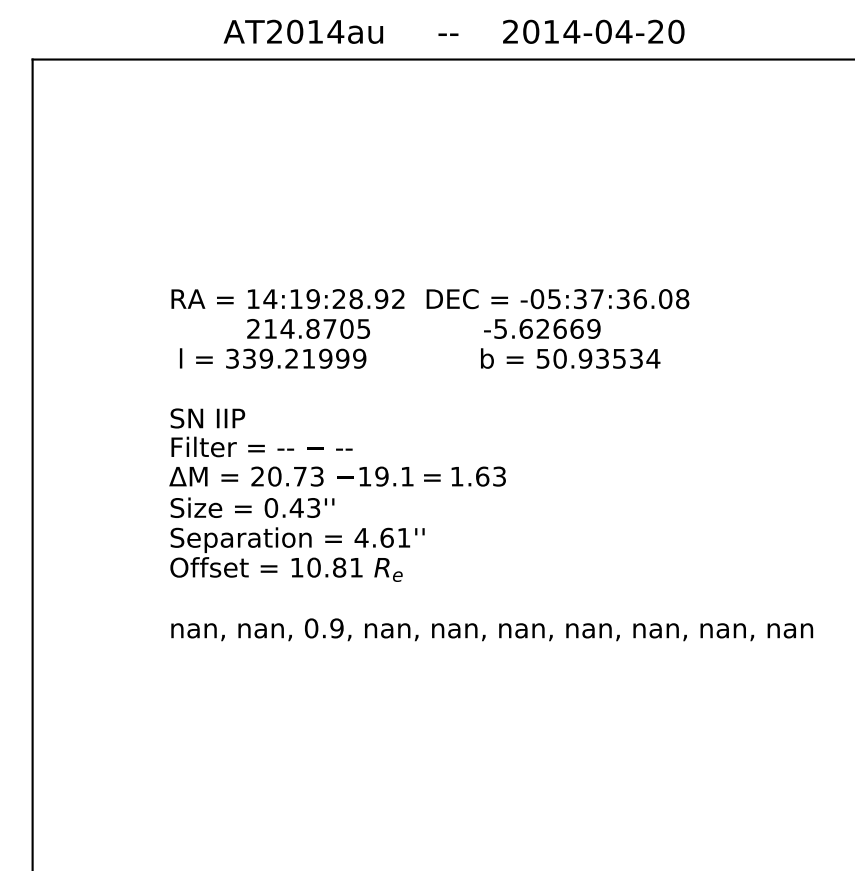 AT2014au -- 2014-04-20
RA = 14:19:28.92 DEC = -05:37:36.08
214.8705 -5.62669
l = 339.21999 b = 50.93534
SN IIP
Filter = -- − --
ΔM = 20.73 −19.1 = 1.63
Size = 0.43''
Separation = 4.61''
Offset = 10.81 Re
nan, nan, 0.9, nan, nan, nan, nan, nan, nan, nan